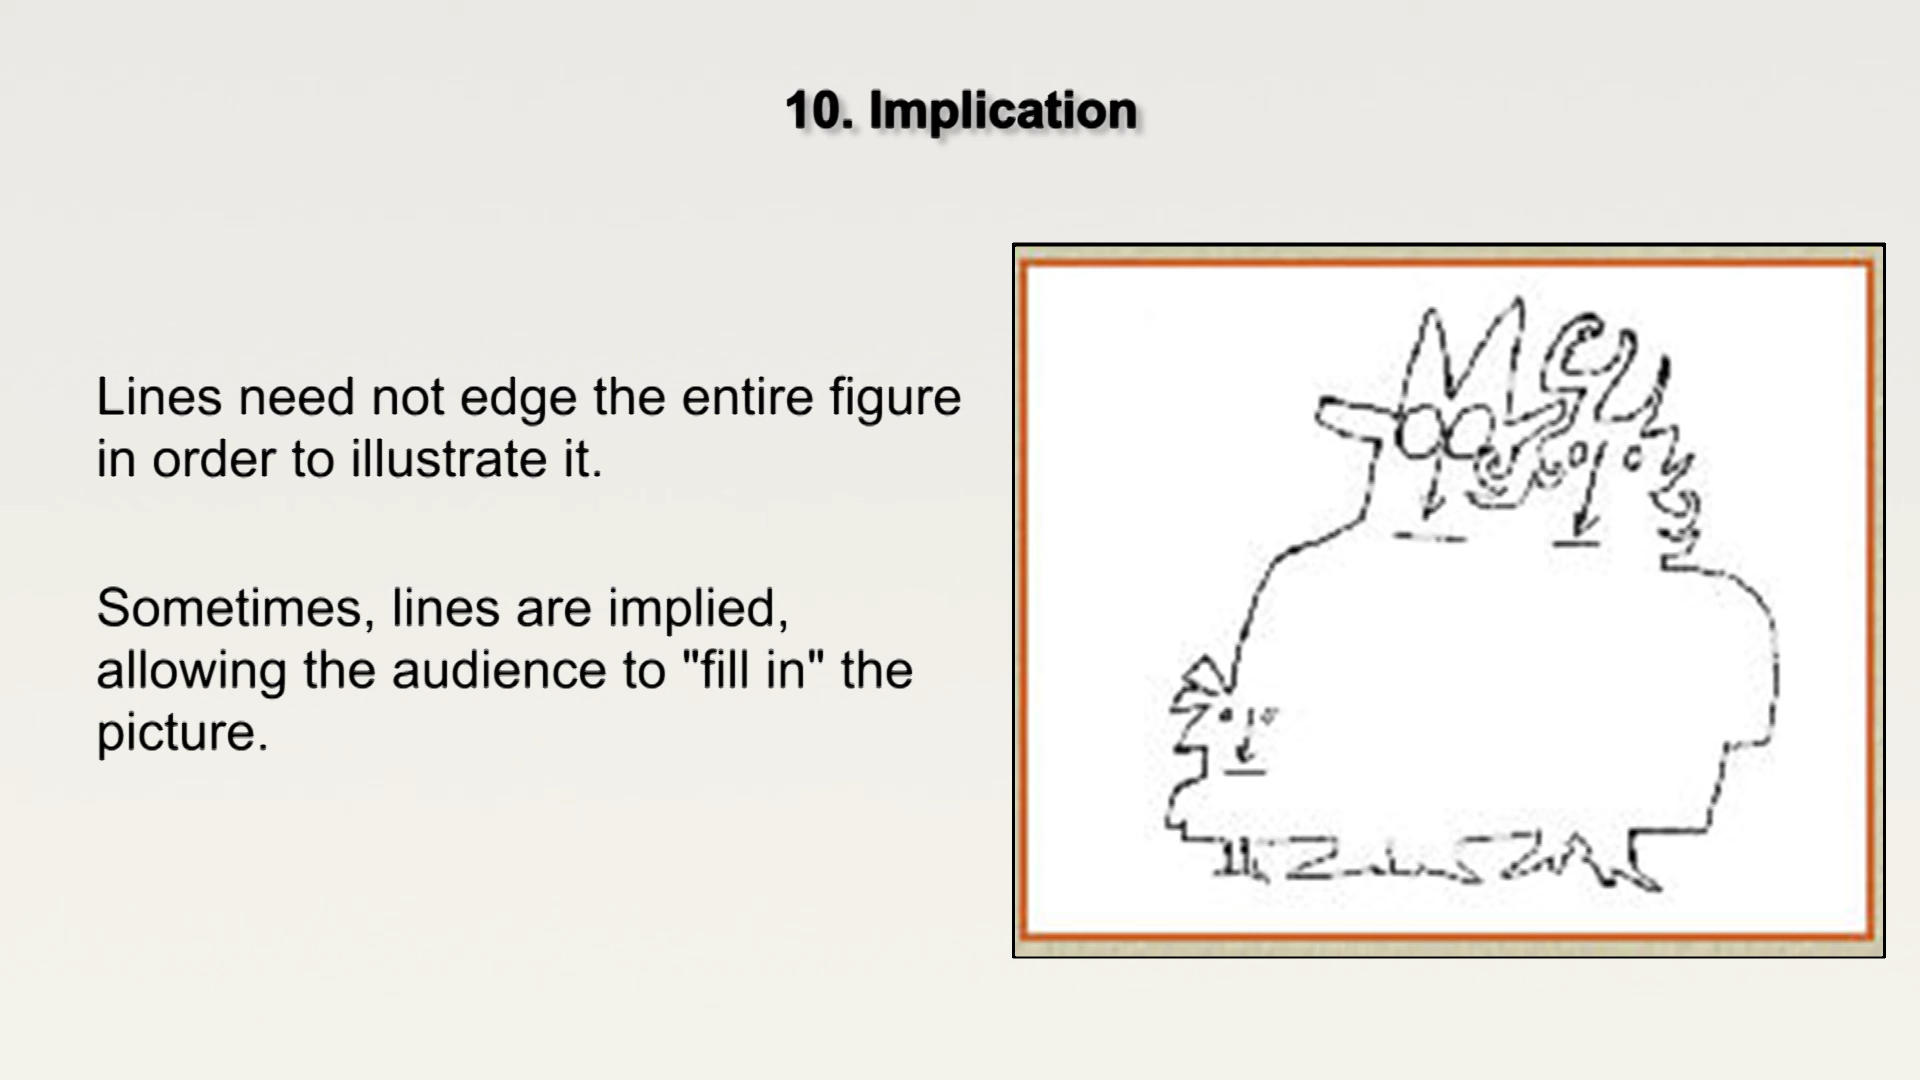 10. Implication
Lines need not edge the entire figure
in order to illustrate it.
Sometimes, lines are implied,
allowing the audience to "fill in" the
picture.